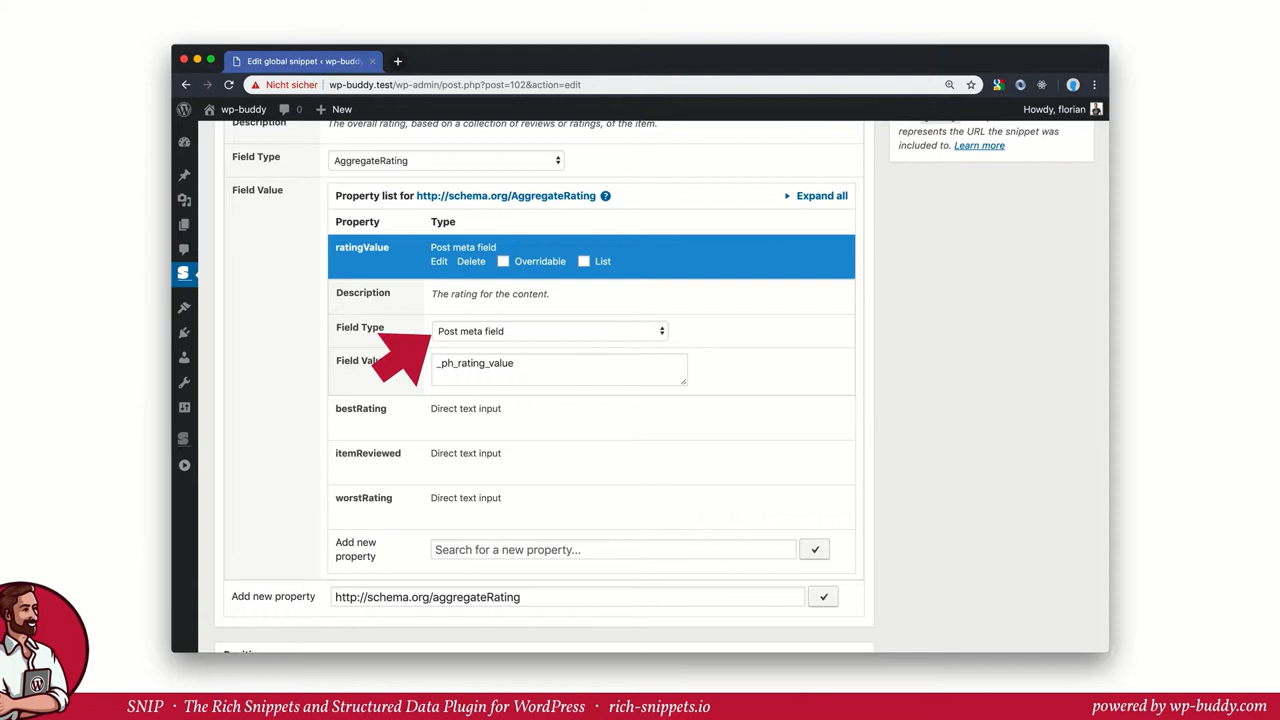 Edit global snippet ‹ wp-buddy
Nicht sicher | wp-buddy.test/wp-admin/post.php?post=102&action=edit
wp-buddy 0 + New Howdy, florian
Description The overall rating, based on a collection of reviews or ratings, of the item.
represents the URL the snippet was
included to. Learn more
Field Type AggregateRating
Field Value Property list for http://schema.org/AggregateRating Expand all
Property Type
ratingValue Post meta field
Edit Delete Overridable List
Description The rating for the content.
Field Type Post meta field
Field Val _ph_rating_value
bestRating Direct text input
itemReviewed Direct text input
worstRating Direct text input
Add new property Search for a new property...
Add new property http://schema.org/aggregateRating
SNIP · The Rich Snippets and Structured Data Plugin for WordPress · rich-snippets.io powered by wp-buddy.com